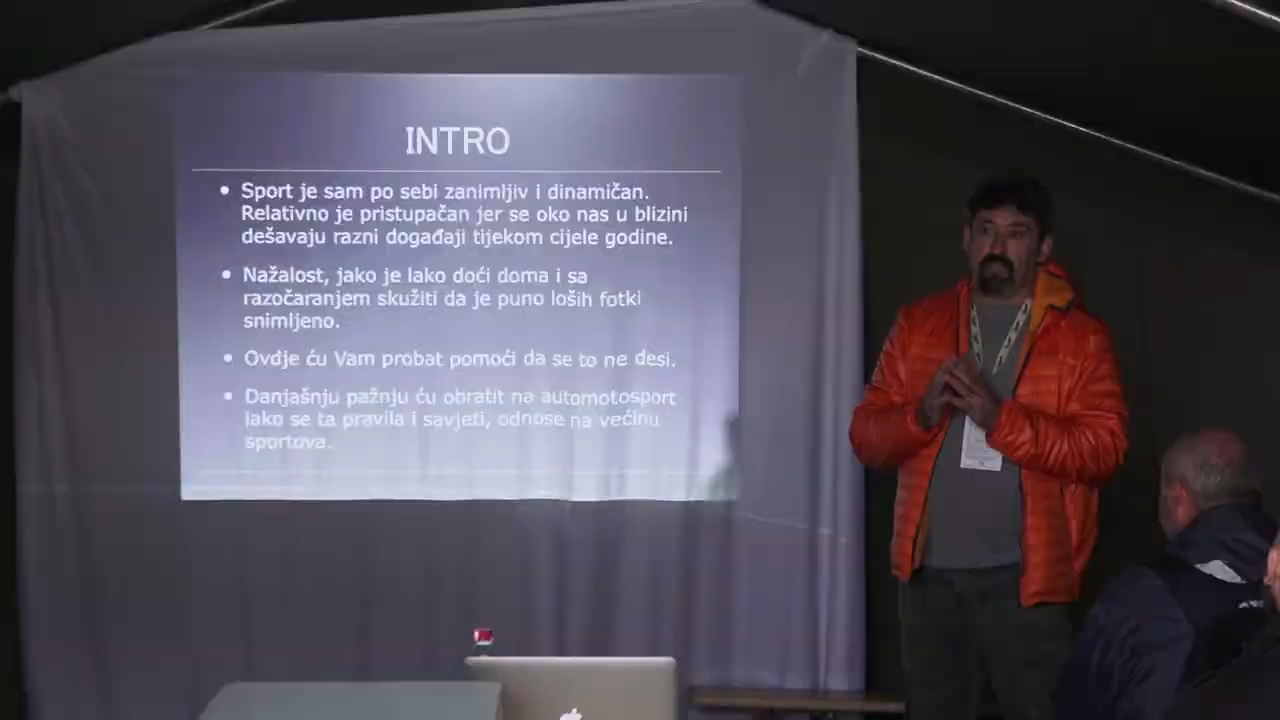 INTRO
• Sport je sam po sebi zanimljiv i dinamičan.
Relativno je pristupačan jer se oko nas u blizini
dešavaju razni događaji tijekom cijele godine.
• Nažalost, jako je lako doći doma i sa
razočaranjem skužiti da je puno loših fotki
snimljeno.
• Ovdje ću Vam probat pomoći da se to ne desi.
• Danjašnju pažnju ću obratit na automotosport
iako se ta pravila i savjeti, odnose na većinu
sportova.